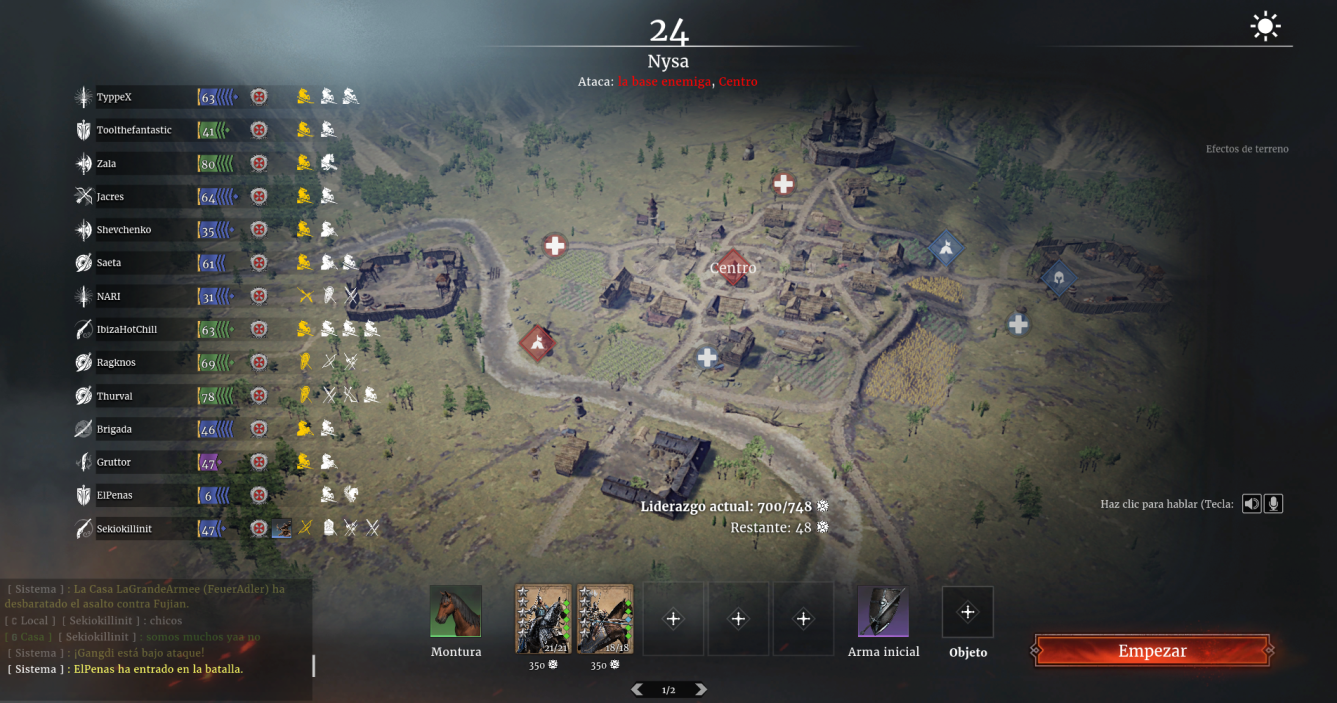 24
Nysa
Ataca: la base enemiga, Centro
TyppeX 63
Toolthefantastic 41
Zala 80
Jacres 64
Shevchenko 35
Saeta 61
NARI 31
IbizaHotChill 63
Ragknos 69
Thurval 78
Brigada 46
Gruttor 47
ElPenas 6
Sekiokillinit 47
Efectos de terreno
Centro
Liderazgo actual: 700/748
Restante: 48
Haz clic para hablar (Tecla:
[ Sistema ] : La Casa LaGrandeArmee (FeuerAdler) ha
desbaratado el asalto contra Fujian.
[ C Local ] [ Sekiokillinit ] : chicos
[ G Casa ] [ Sekiokillinit ] : somos muchos yaa no
[ Sistema ] : ¡Gangdi está bajo ataque!
[ Sistema ] : ElPenas ha entrado en la batalla.
Montura
21/21
350
18/18
350
Arma inicial
Objeto
Empezar
1/2